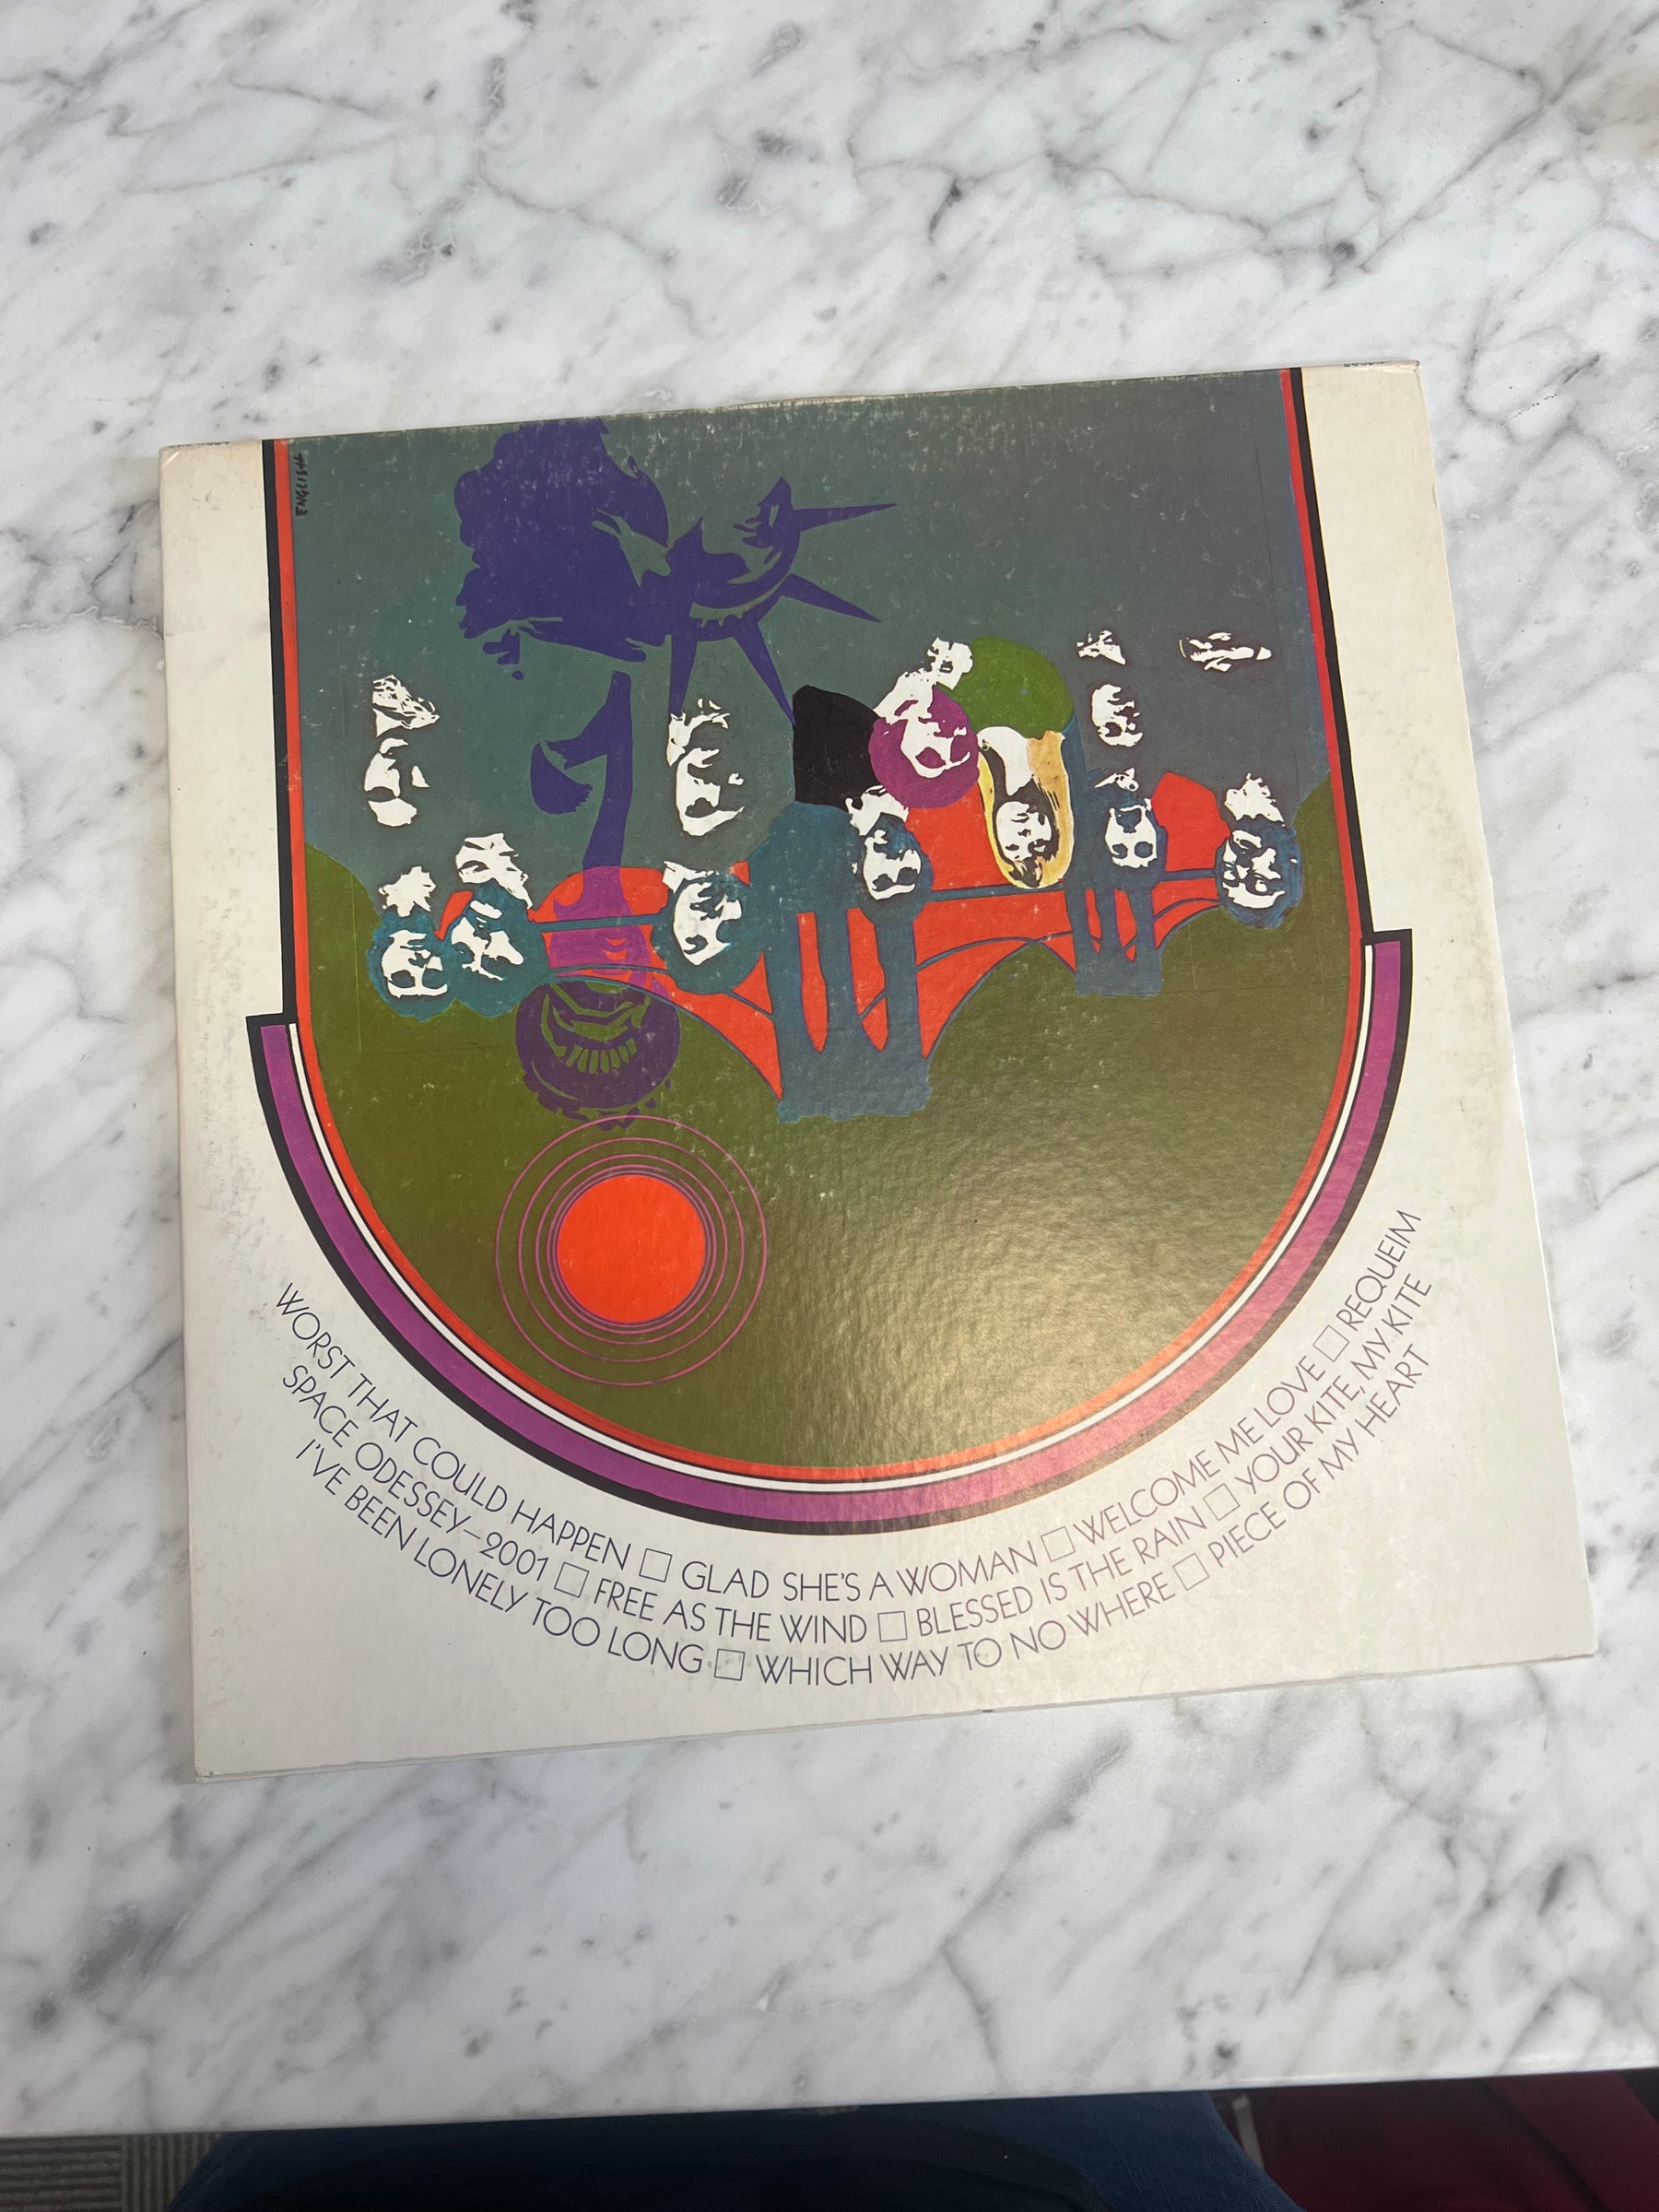 ENGLISH
WORST THAT COULD HAPPEN □ GLAD SHE'S A WOMAN □ WELCOME ME LOVE □ REQUEIM
SPACE ODESSEY–2001 □ FREE AS THE WIND □ BLESSED IS THE RAIN □ YOUR KITE, MY KITE
I'VE BEEN LONELY TOO LONG □ WHICH WAY TO NO WHERE □ PIECE OF MY HEART